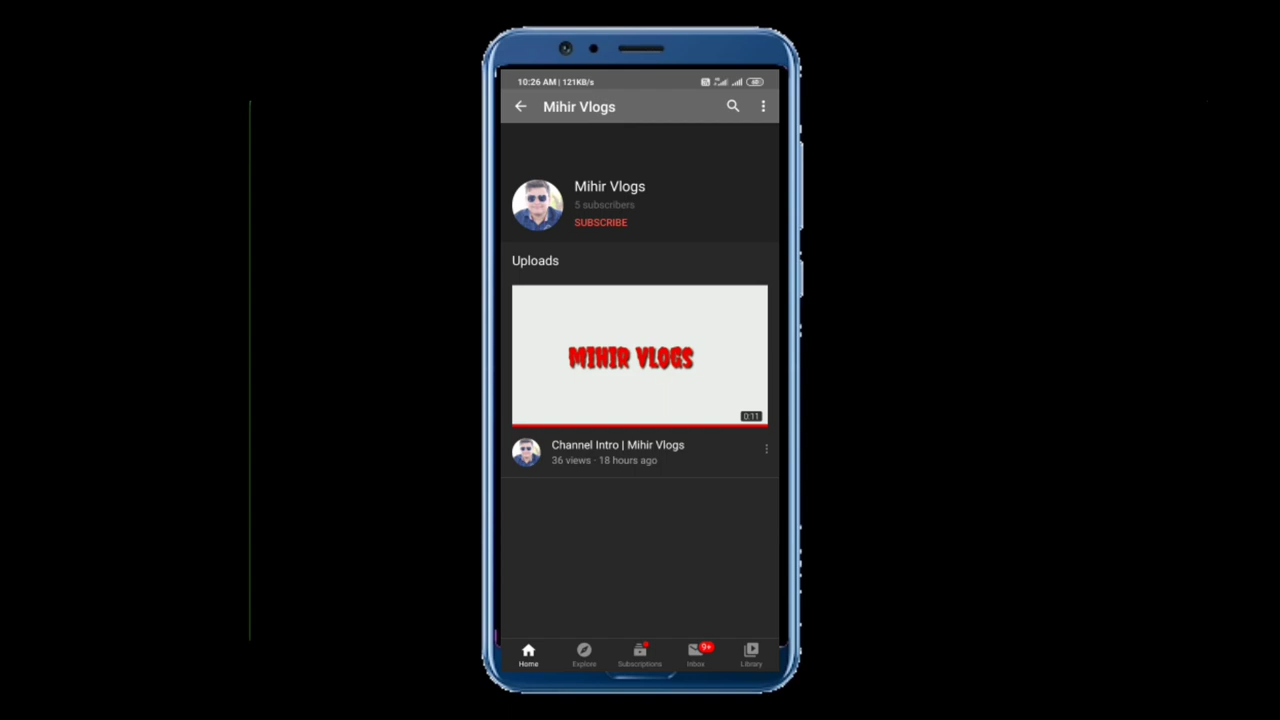 10:26 AM | 121KB/s
Mihir Vlogs
Mihir Vlogs
5 subscribers
SUBSCRIBE
Uploads
MIHIR VLOGS
0:11
Channel Intro | Mihir Vlogs
36 views · 18 hours ago
9+
Home Explore Subscriptions Inbox Library